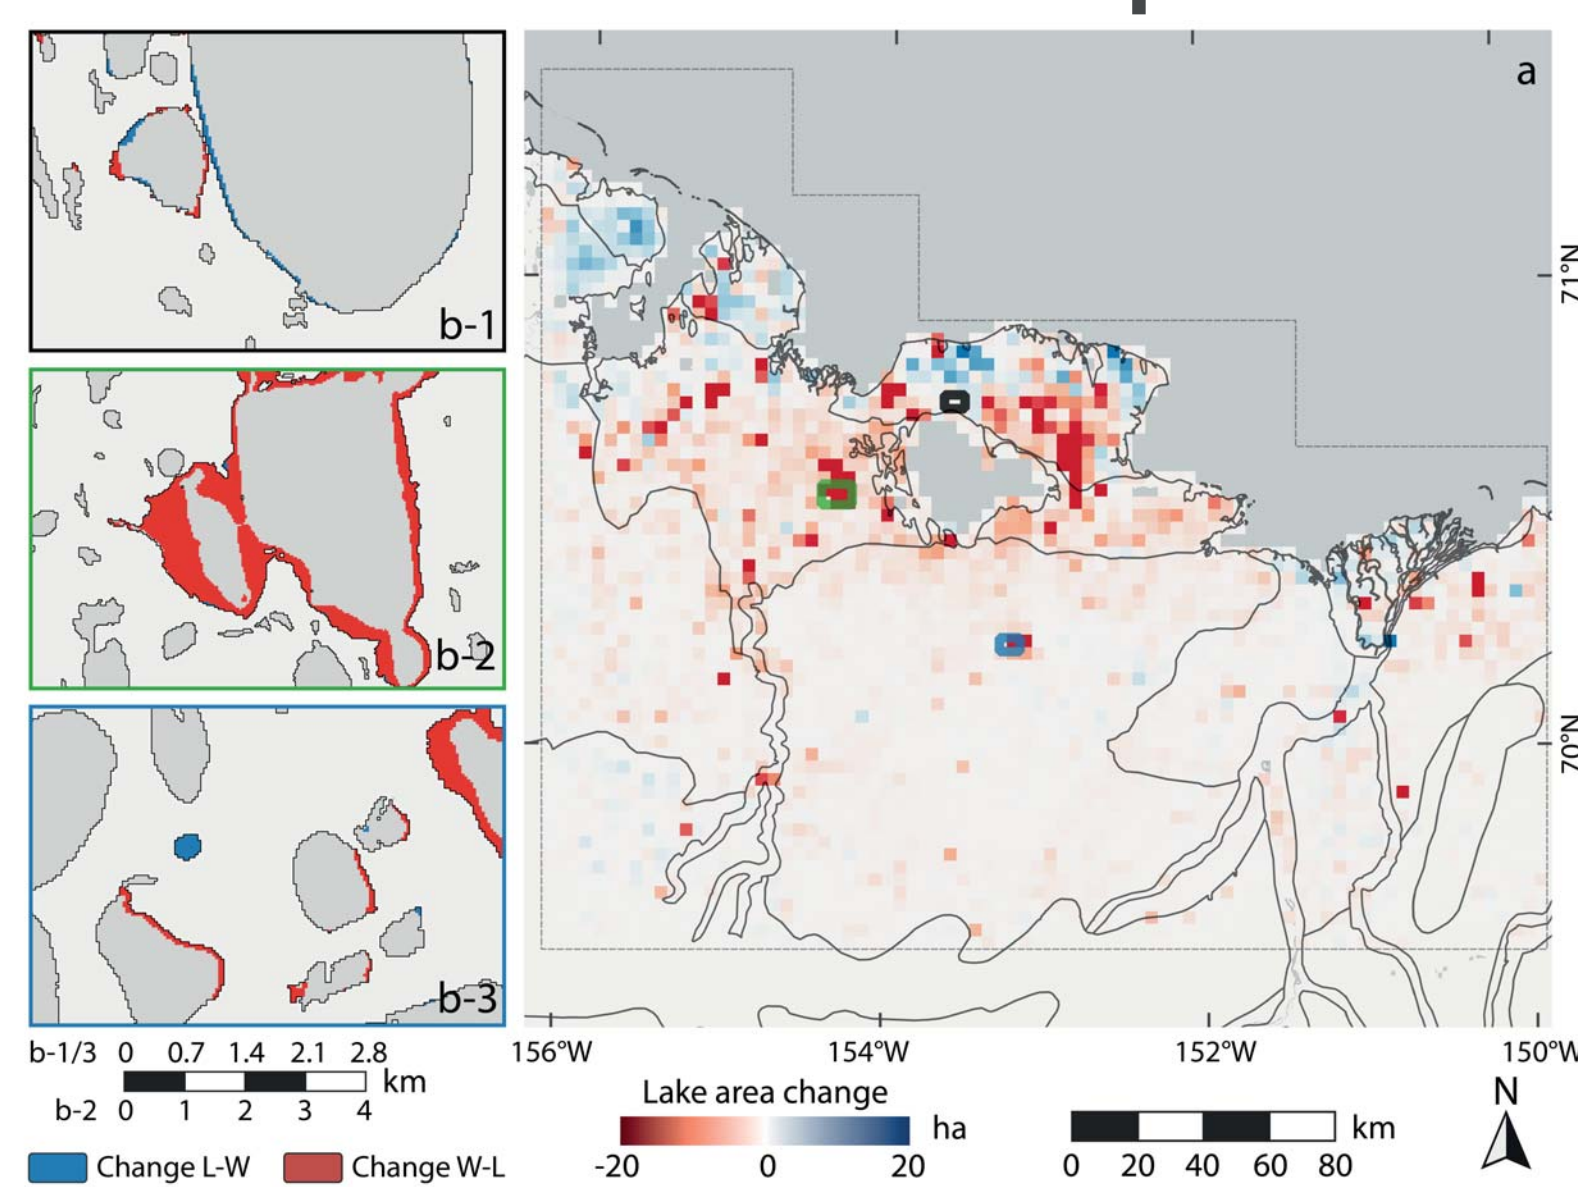 a
b-1
71°N
b-2
70°N
b-3
156°W 154°W 152°W 150°W
b-1/3 0 0.7 1.4 2.1 2.8
km
b-2 0 1 2 3 4
Change L-W Change W-L
Lake area change
ha
-20 0 20
km
0 20 40 60 80
N